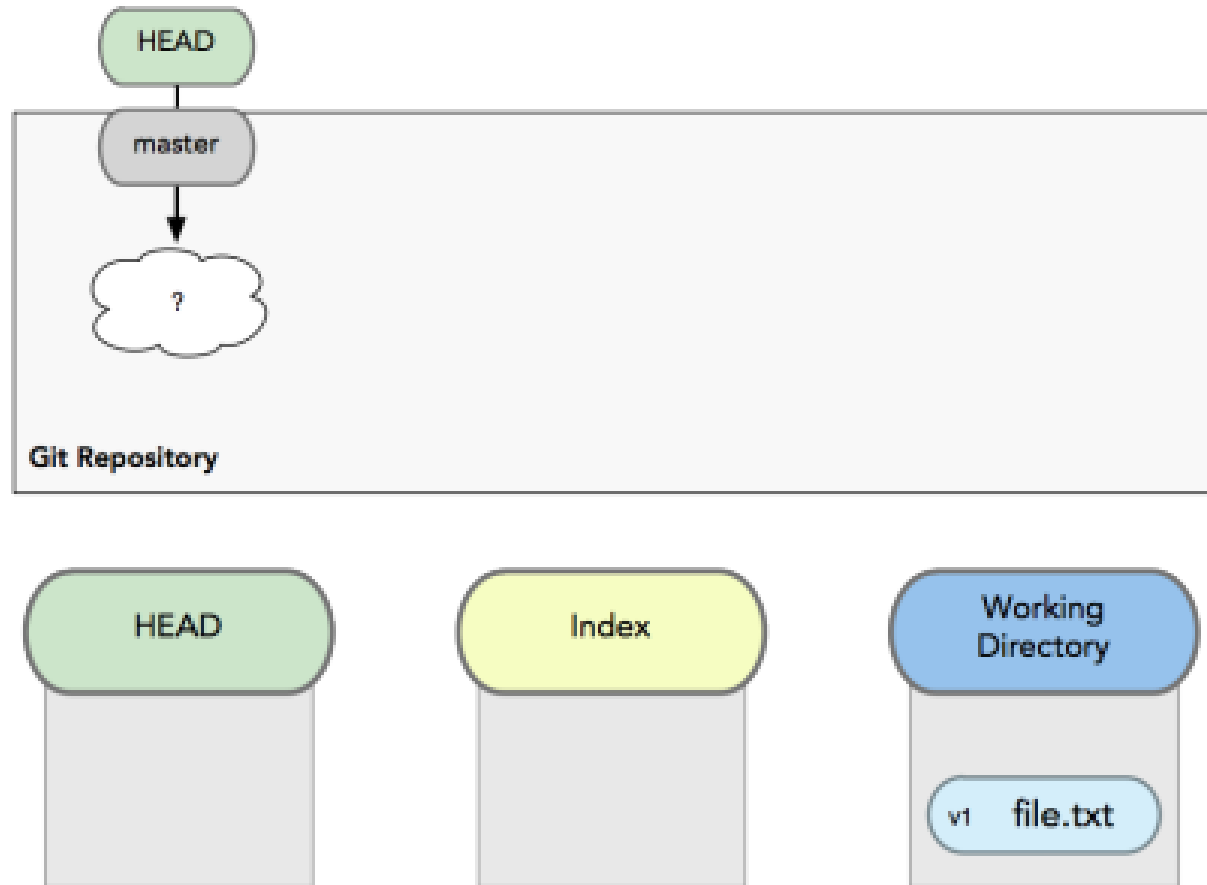 HEAD
master
?
Git Repository
HEAD
Index
Working
Directory
v1 file.txt